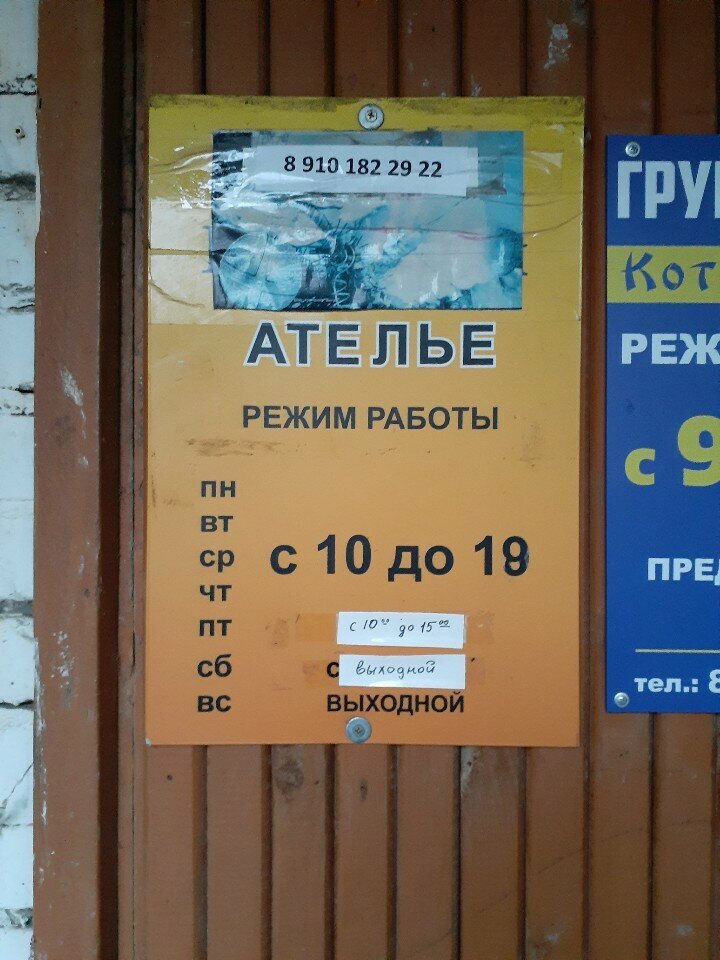 8 910 182 29 22
АТЕЛЬЕ
РЕЖИМ РАБОТЫ
пн
вт
ср
чт
с 10 до 19
пт
с 10⁰⁰ до 15⁰⁰
сб
с выходной
вс
ВЫХОДНОЙ
ГРУ
Кот
РЕЖ
с 9
ПРЕД
тел.: 8